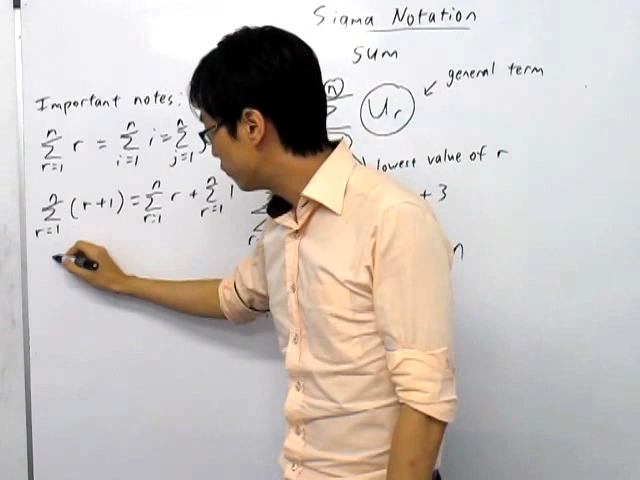 Sigma Notation
sum
general term
n
Uᵣ
Important notes:
n∑r=1 r = n∑i=1 i = n∑j=1 j
lowest value of r
n∑r=1 (r+1) = n∑r=1 r + n∑r=1 1
+ 3
n